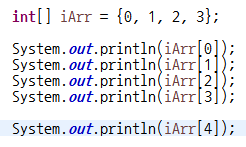 int[] iArr = {0, 1, 2, 3};
System.out.println(iArr[0]);
System.out.println(iArr[1]);
System.out.println(iArr[2]);
System.out.println(iArr[3]);
System.out.println(iArr[4]);